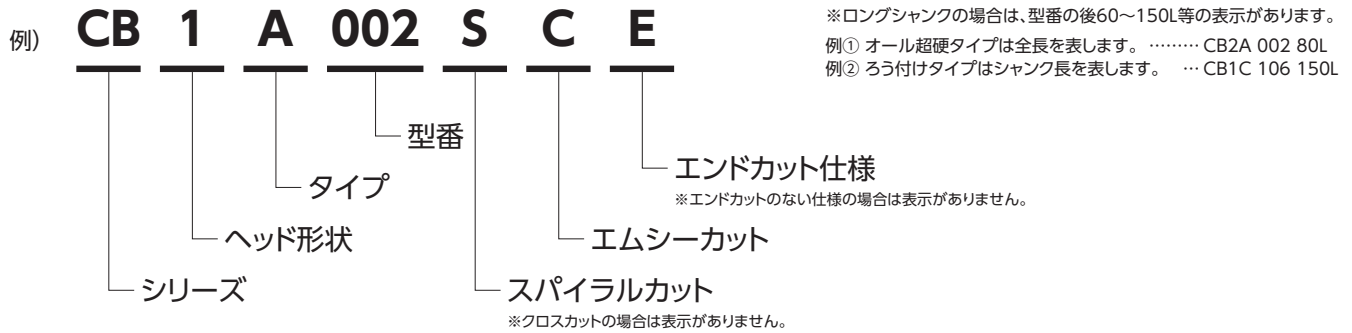 例) CB 1 A 002 S C E
※ロングシャンクの場合は、型番の後60～150L等の表示があります。
例① オール超硬タイプは全長を表します。 ……… CB2A 002 80L
例② ろう付けタイプはシャンク長を表します。 … CB1C 106 150L
型番
エンドカット仕様
※エンドカットのない仕様の場合は表示がありません。
タイプ
ヘッド形状
エムシーカット
シリーズ
スパイラルカット
※クロスカットの場合は表示がありません。